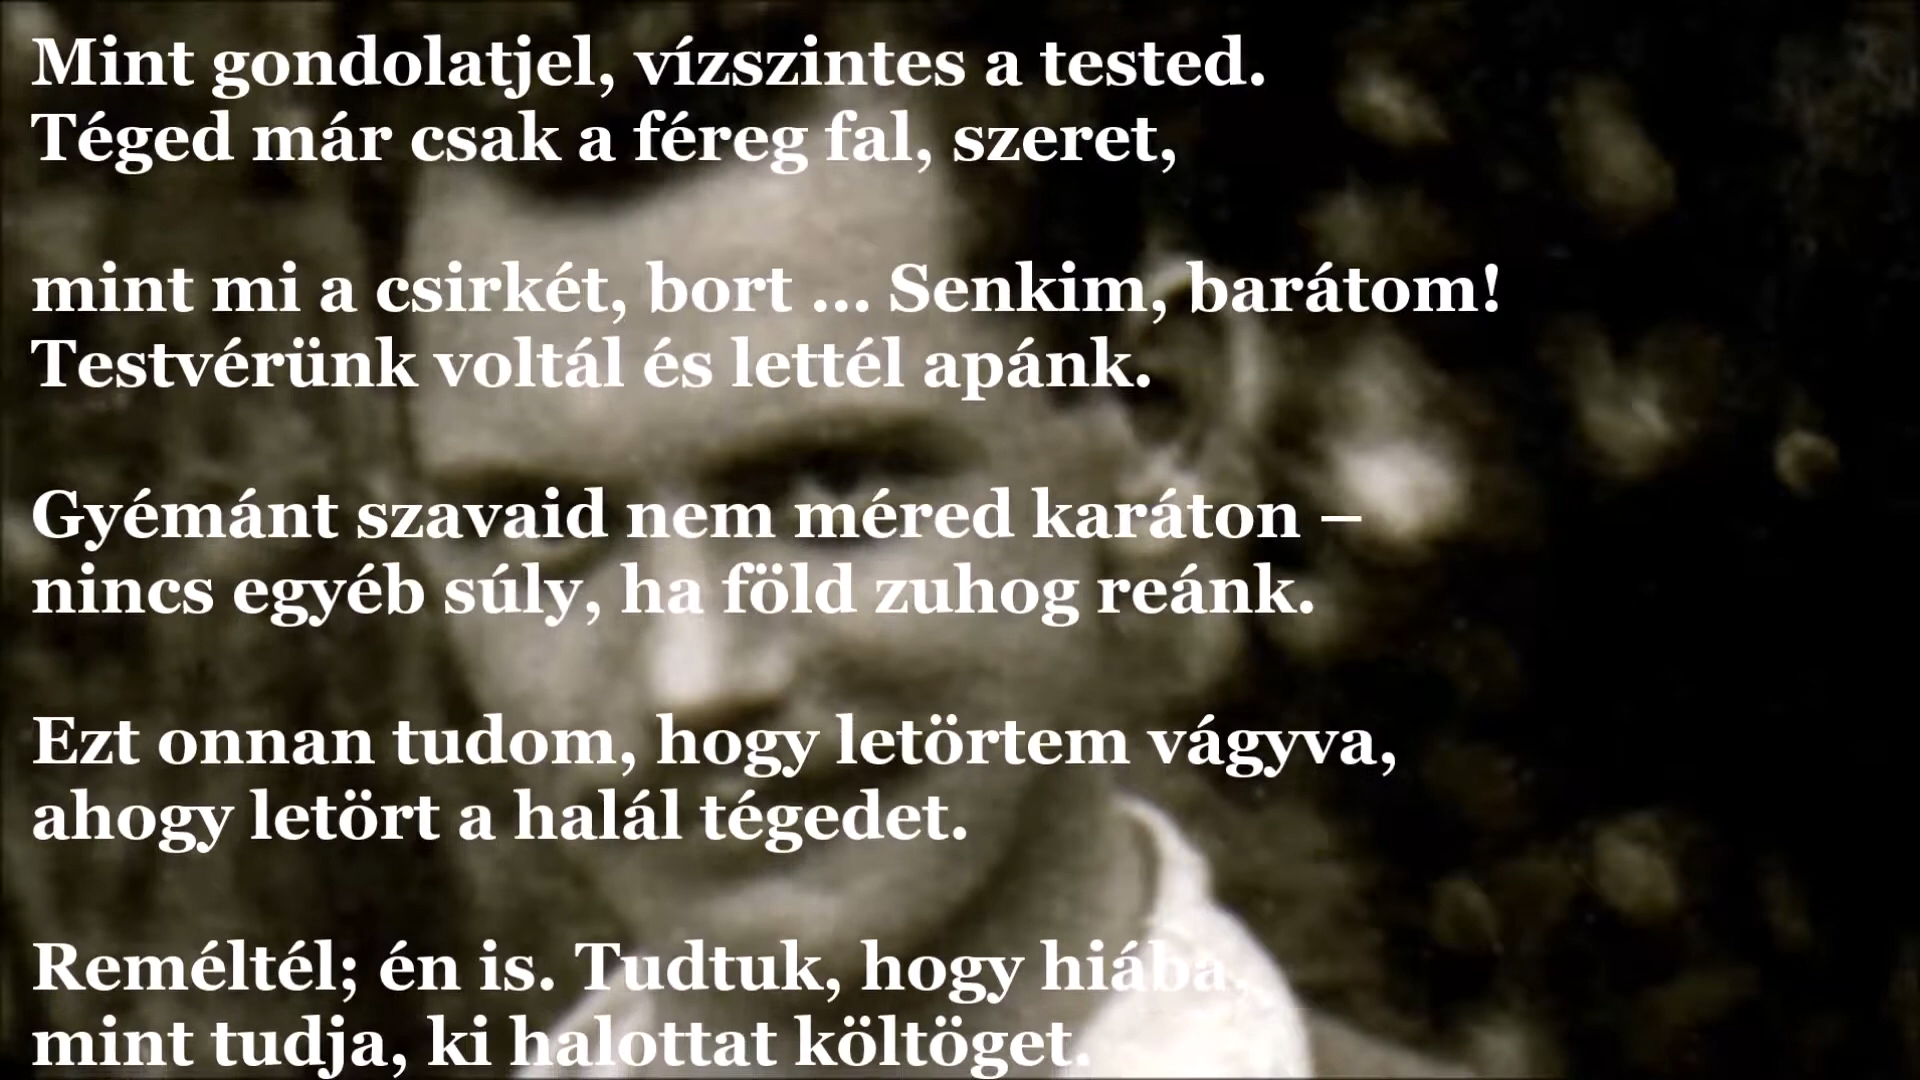 Mint gondolatjel, vízszintes a tested.
Téged már csak a féreg fal, szeret,
mint mi a csirkét, bort ... Senkim, barátom!
Testvérünk voltál és lettél apánk.
Gyémánt szavaid nem méred karáton –
nincs egyéb súly, ha föld zuhog reánk.
Ezt onnan tudom, hogy letörtem vágyva,
ahogy letört a halál tégedet.
Reméltél; én is. Tudtuk, hogy hiába,
mint tudja, ki halottat költöget.